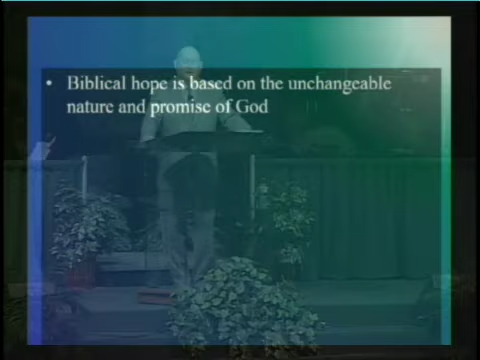 • Biblical hope is based on the unchangeable
nature and promise of God